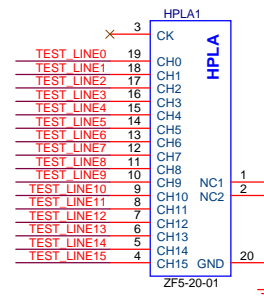 HPLA1
3 CK
HPLA
TEST_LINE0 19 CH0
TEST_LINE1 18 CH1
TEST_LINE2 17 CH2
TEST_LINE3 16 CH3
TEST_LINE4 15 CH4
TEST_LINE5 14 CH5
TEST_LINE6 13 CH6
TEST_LINE7 12 CH7
TEST_LINE8 11 CH8
TEST_LINE9 10 CH9 NC1 1
TEST_LINE10 9 CH10 NC2 2
TEST_LINE11 8 CH11
TEST_LINE12 7 CH12
TEST_LINE13 6 CH13
TEST_LINE14 5 CH14
TEST_LINE15 4 CH15 GND 20
ZF5-20-01